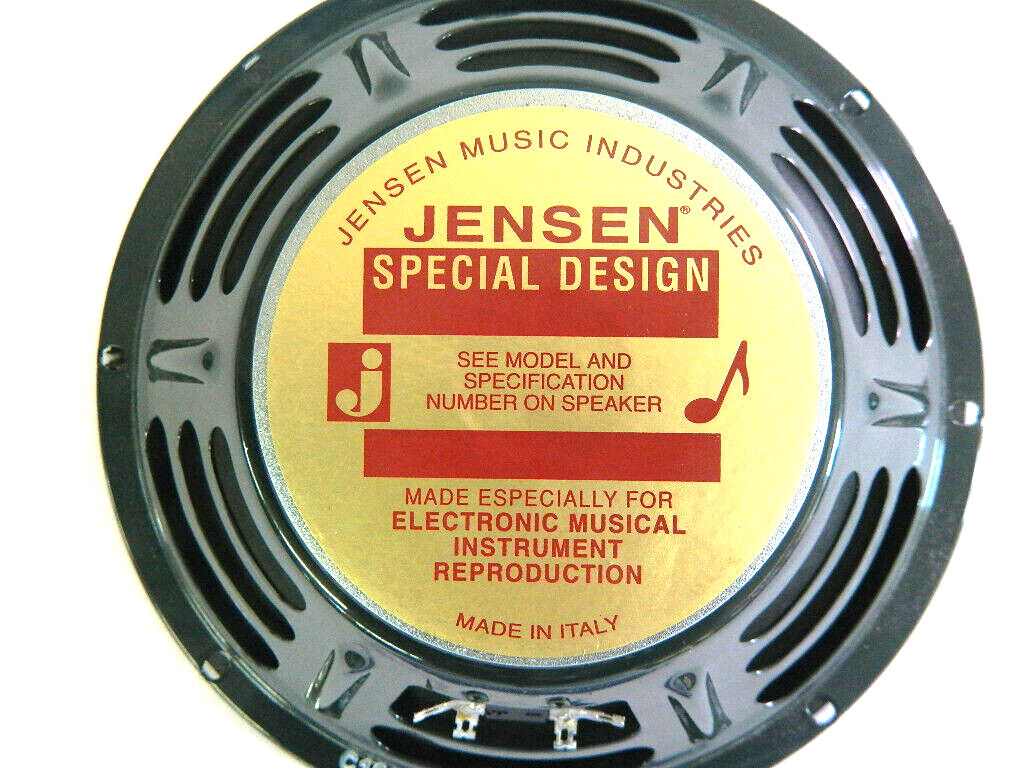 JENSEN MUSIC INDUSTRIES
JENSEN®
SPECIAL DESIGN
j
SEE MODEL AND
SPECIFICATION
NUMBER ON SPEAKER
MADE ESPECIALLY FOR
ELECTRONIC MUSICAL
INSTRUMENT
REPRODUCTION
MADE IN ITALY